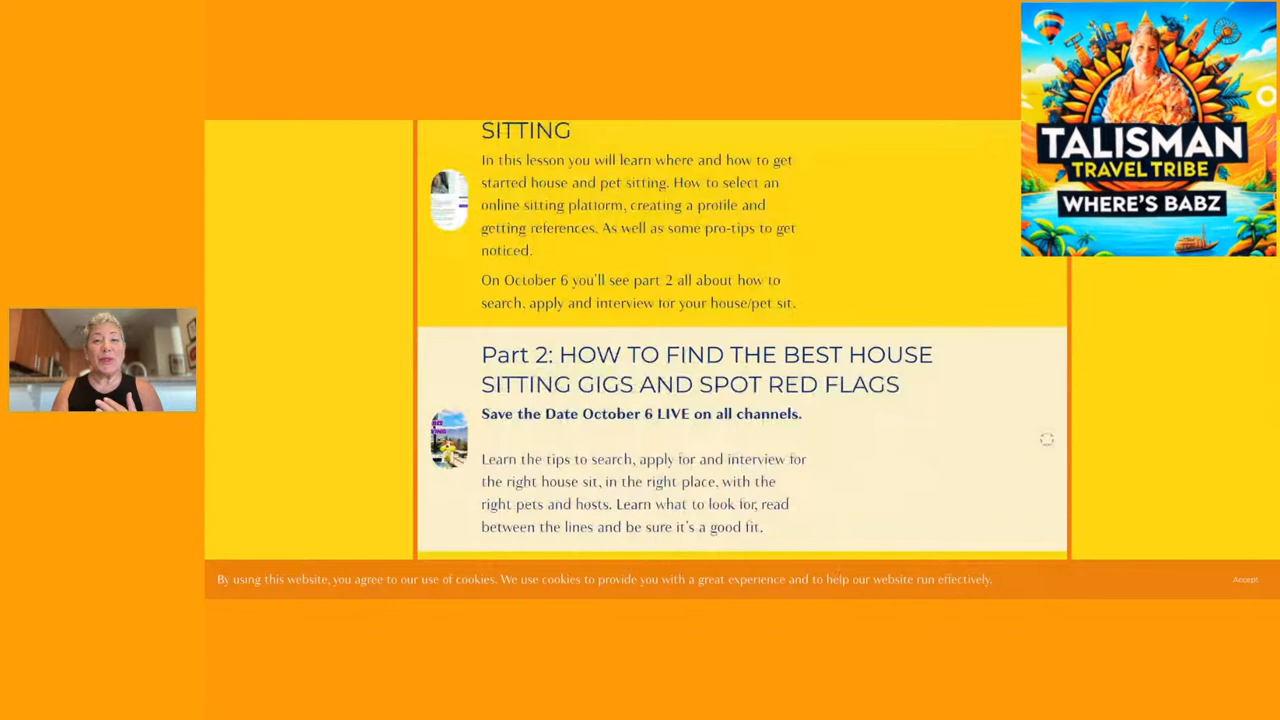 SITTING
In this lesson you will learn where and how to get
started house and pet sitting. How to select an
online sitting platform, creating a profile and
getting references. As well as some pro-tips to get
noticed.
On October 6 you'll see part 2 all about how to
search, apply and interview for your house/pet sit.
Part 2: HOW TO FIND THE BEST HOUSE
SITTING GIGS AND SPOT RED FLAGS
Save the Date October 6 LIVE on all channels.
Learn the tips to search, apply for and interview for
the right house sit, in the right place, with the
right pets and hosts. Learn what to look for, read
between the lines and be sure it's a good fit.
By using this website, you agree to our use of cookies. We use cookies to provide you with a great experience and to help our website run effectively.
Accept
TALISMAN
TRAVEL TRIBE
WHERE'S BABZ